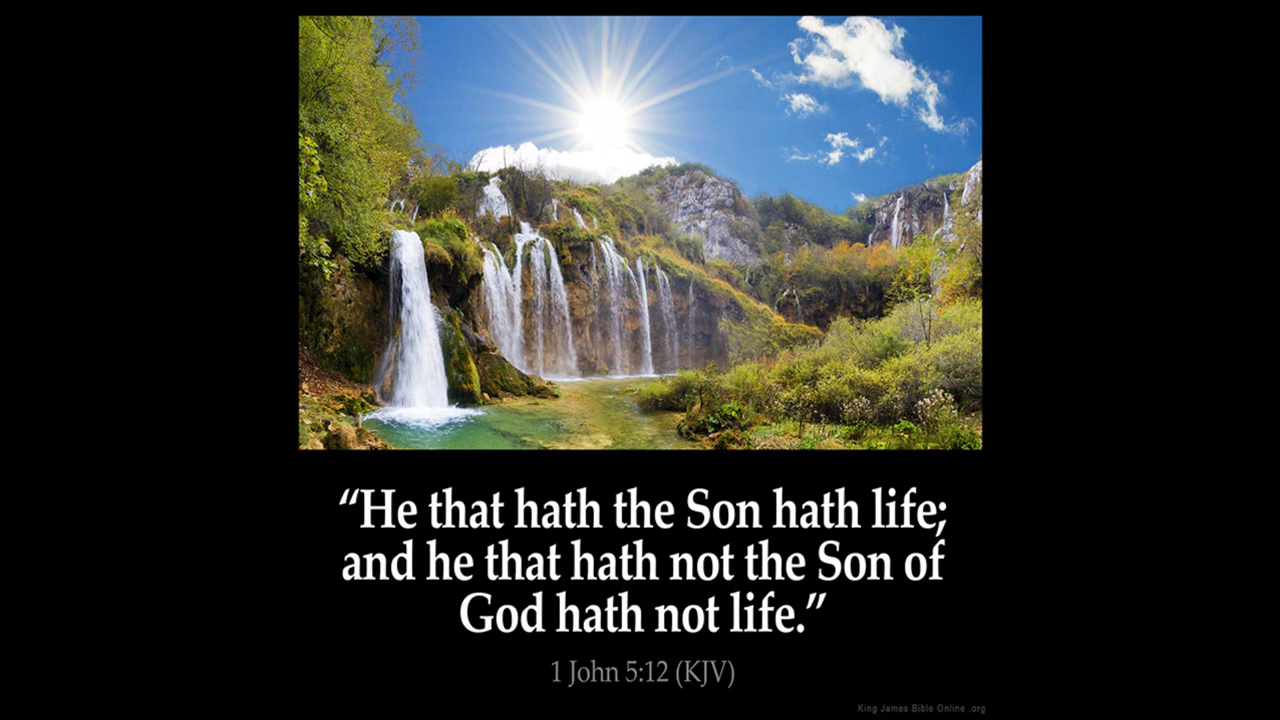 “He that hath the Son hath life;
and he that hath not the Son of
God hath not life.”
1 John 5:12 (KJV)
King James Bible Online .org